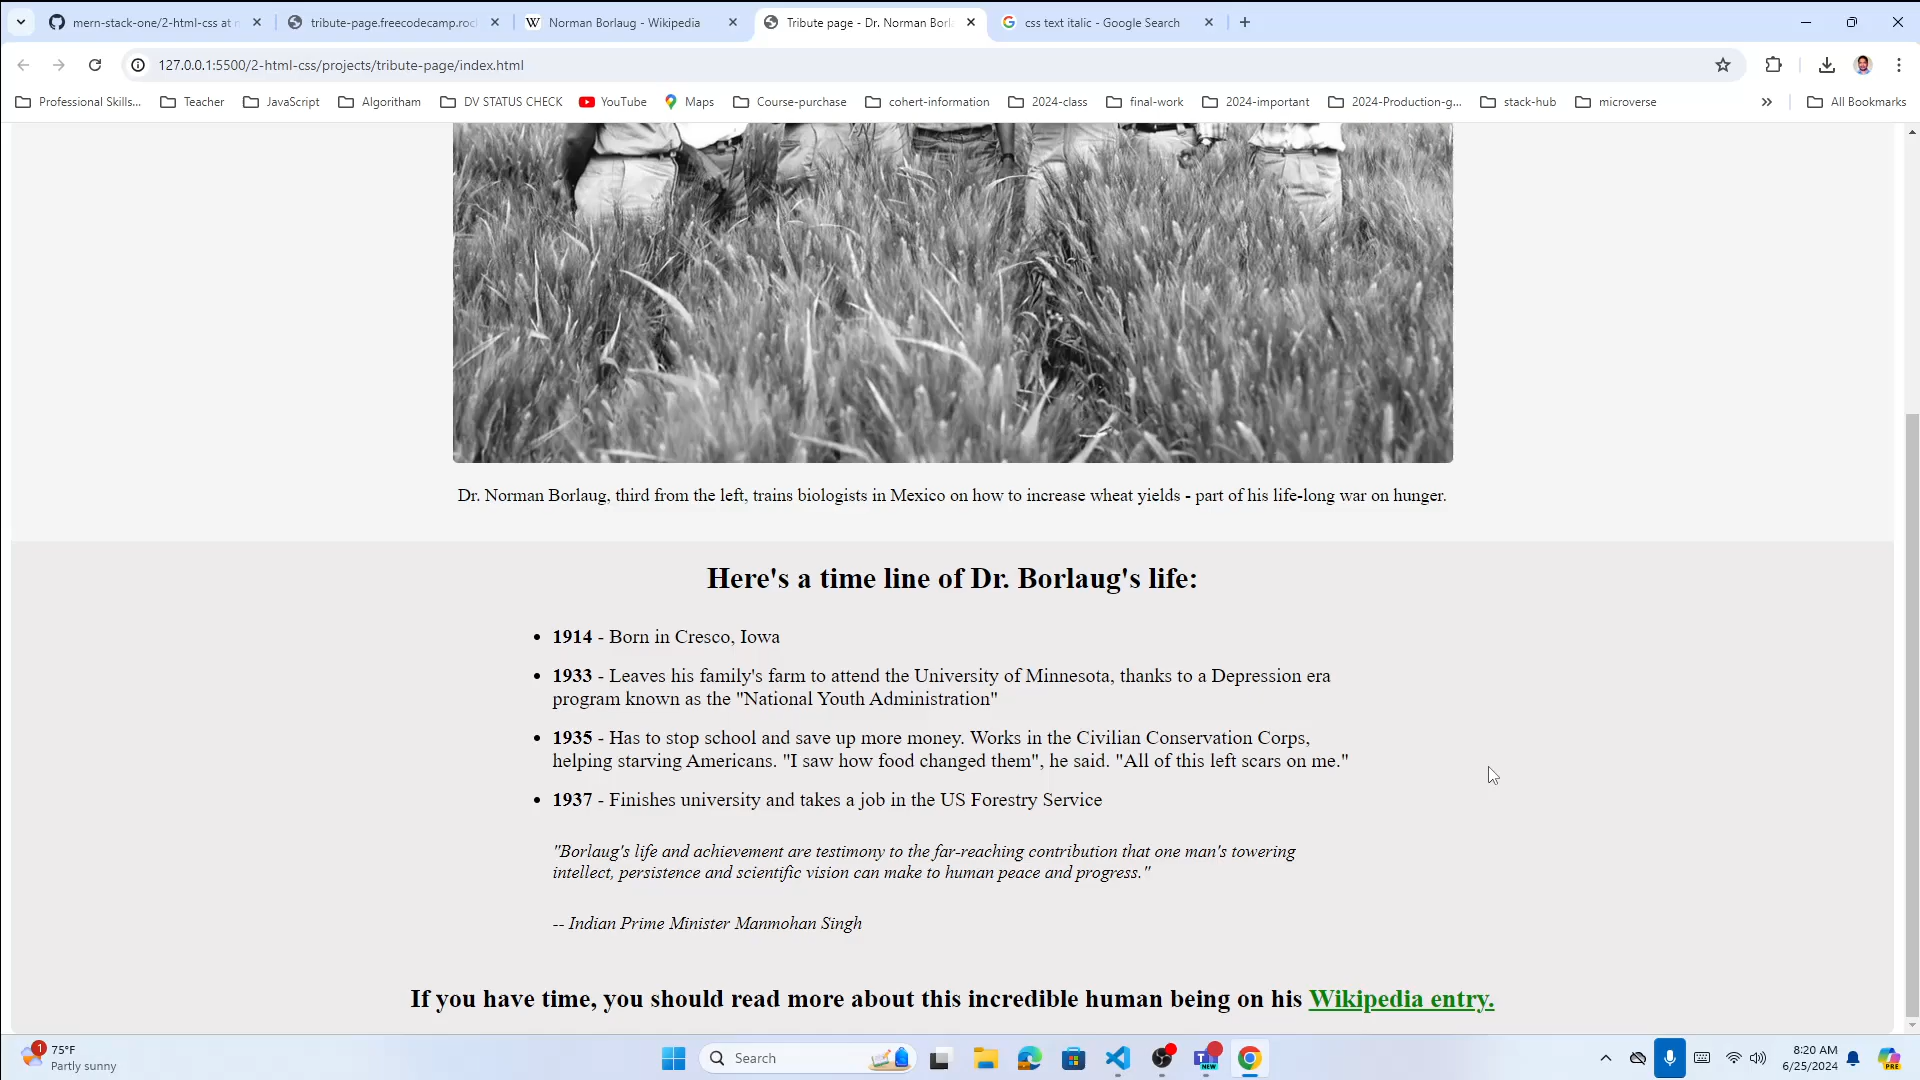 mern-stack-one/2-html-css at m
tribute-page.freecodecamp.roc
Norman Borlaug - Wikipedia
Tribute page - Dr. Norman Borla
css text italic - Google Search
127.0.0.1:5500/2-html-css/projects/tribute-page/index.html
Professional Skills...
Teacher
JavaScript
Algoritham
DV STATUS CHECK
YouTube
Maps
Course-purchase
cohert-information
2024-class
final-work
2024-important
2024-Production-g...
stack-hub
microverse
All Bookmarks
Dr. Norman Borlaug, third from the left, trains biologists in Mexico on how to increase wheat yields - part of his life-long war on hunger.
Here's a time line of Dr. Borlaug's life:
• 1914 - Born in Cresco, Iowa
• 1933 - Leaves his family's farm to attend the University of Minnesota, thanks to a Depression era
program known as the "National Youth Administration"
• 1935 - Has to stop school and save up more money. Works in the Civilian Conservation Corps,
helping starving Americans. "I saw how food changed them", he said. "All of this left scars on me."
• 1937 - Finishes university and takes a job in the US Forestry Service
"Borlaug's life and achievement are testimony to the far-reaching contribution that one man's towering
intellect, persistence and scientific vision can make to human peace and progress."
-- Indian Prime Minister Manmohan Singh
If you have time, you should read more about this incredible human being on his Wikipedia entry.
1
75°F
Partly sunny
Search
NEW
8:20 AM
6/25/2024
PRE